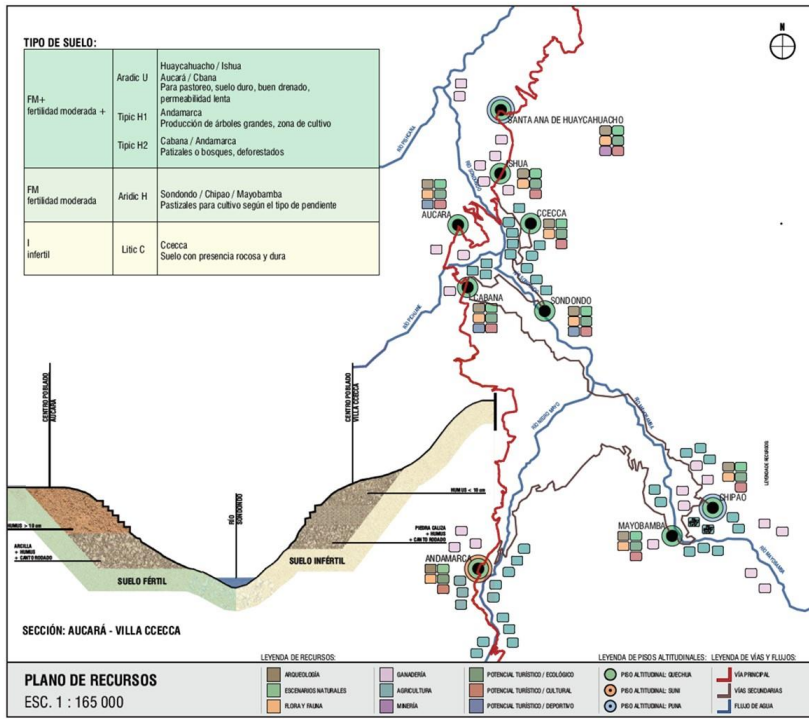 TIPO DE SUELO:
FM+
fertilidad moderada +
Aradic U
Huaycahuacho / Ishua
Aucará / Cbana
Para pastoreo, suelo duro, buen drenado,
permeabilidad lenta
Tipic H1
Andamarca
Producción de árboles grandes, zona de cultivo
Tipic H2
Cabana / Andamarca
Patizales o bosques, deforestados
FM
fertilidad moderada
Aridic H
Sondondo / Chipao / Mayobamba
Pastizales para cultivo según el tipo de pendiente
I
infertil
Litic C
Ccecca
Suelo con presencia rocosa y dura
N
SANTA ANA DE HUAYCAHUACHO
ISHUA
AUCARA
CCECCA
CABANA
SONDONDO
CHIPAO
MAYOBAMBA
ANDAMARCA
RÍO NEGRO MAYO
RÍO MAYOBAMBA
LEYENDA DE RECURSOS:
CENTRO POBLADO
AUCARÁ
RÍO
SONDONDO
CENTRO POBLADO
VILLA CCECCA
HUMUS > 10 cm
ARCILLA
+ HUMUS
+ CANTO RODADO
HUMUS < 10 cm
PIEDRA CALIZA
+ HUMUS
+ CANTO RODADO
SUELO FÉRTIL
SUELO INFÉRTIL
SECCIÓN: AUCARÁ - VILLA CCECCA
PLANO DE RECURSOS
ESC. 1 : 165 000
LEYENDA DE RECURSOS:
ARQUEOLOGÍA
ESCENARIOS NATURALES
FLORA Y FAUNA
GANADERÍA
AGRICULTURA
MINERÍA
POTENCIAL TURÍSTICO / ECOLÓGICO
POTENCIAL TURÍSTICO / CULTURAL
POTENCIAL TURÍSTICO / DEPORTIVO
LEYENDA DE PISOS ALTITUDINALES:
PISO ALTITUDINAL: QUECHUA
PISO ALTITUDINAL: SUNI
PISO ALTITUDINAL: PUNA
LEYENDA DE VÍAS Y FLUJOS:
VÍA PRINCIPAL
VÍAS SECUNDARIAS
FLUJO DE AGUA